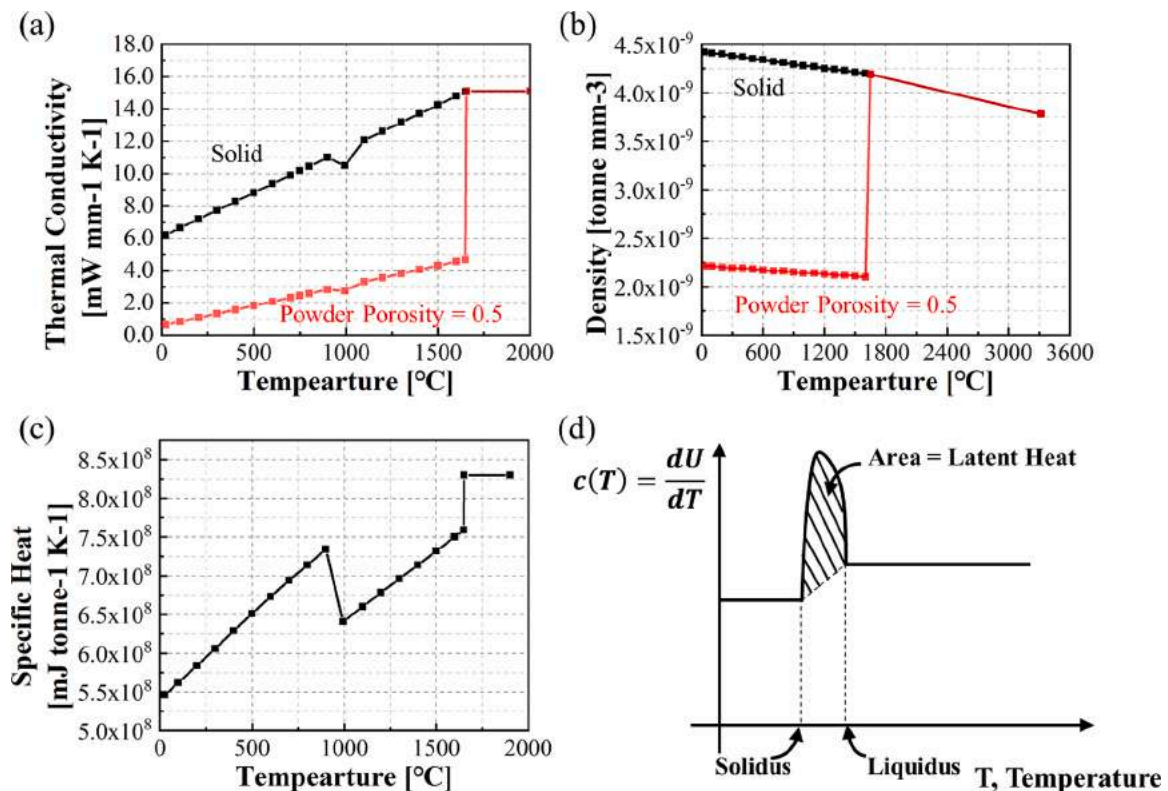 (a)
Thermal Conductivity
[mW mm-1 K-1]
18.0
16.0
14.0
12.0
10.0
8.0
6.0
4.0
2.0
0.0
Solid
Powder Porosity = 0.5
0 500 1000 1500 2000
Tempearture [°C]
(b)
Density [tonne mm-3]
4.5x10-9
4.2x10-9
3.0x10-9
2.7x10-9
2.2x10-9
2.0x10-9
1.5x10-9
Solid
Powder Porosity = 0.5
0 600 1200 1800 2400 3000 3600
Tempearture [°C]
(c)
Specific Heat
[mJ tonne-1 K-1]
8.5x10⁸
8.0x10⁸
7.5x10⁸
7.0x10⁸
6.5x10⁸
6.0x10⁸
5.5x10⁸
5.0x10⁸
0 500 1000 1500 2000
Tempearture [°C]
(d)
c(T) = dU
dT
Area = Latent Heat
Solidus
Liquidus
T, Temperature